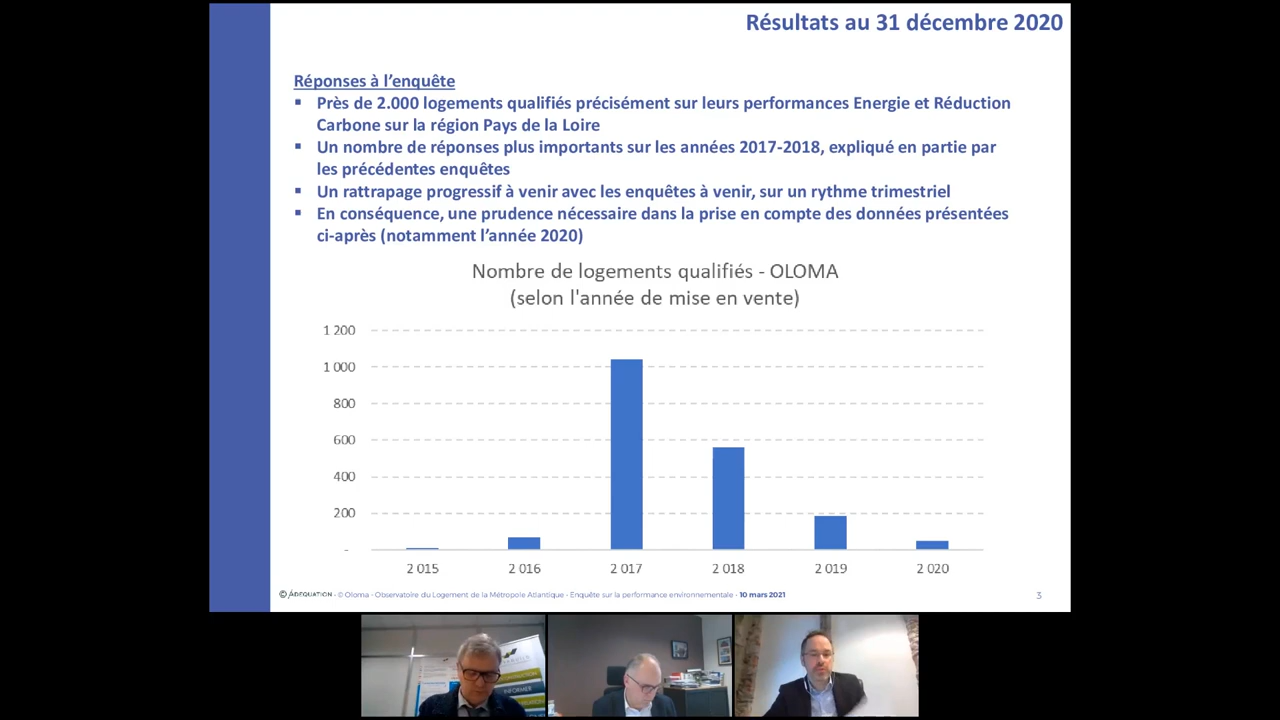 Résultats au 31 décembre 2020
Réponses à l'enquête
▪ Près de 2.000 logements qualifiés précisément sur leurs performances Energie et Réduction
Carbone sur la région Pays de la Loire
▪ Un nombre de réponses plus importants sur les années 2017-2018, expliqué en partie par
les précédentes enquêtes
▪ Un rattrapage progressif à venir avec les enquêtes à venir, sur un rythme trimestriel
▪ En conséquence, une prudence nécessaire dans la prise en compte des données présentées
ci-après (notamment l'année 2020)
Nombre de logements qualifiés - OLOMA
(selon l'année de mise en vente)
1 200
1 000
800
600
400
200
-
2 015 2 016 2 017 2 018 2 019 2 020
© ADEQUATION - © Oloma - Observatoire du Logement de la Métropole Atlantique - Enquête sur la performance environnementale - 10 mars 2021
3
INFORMER